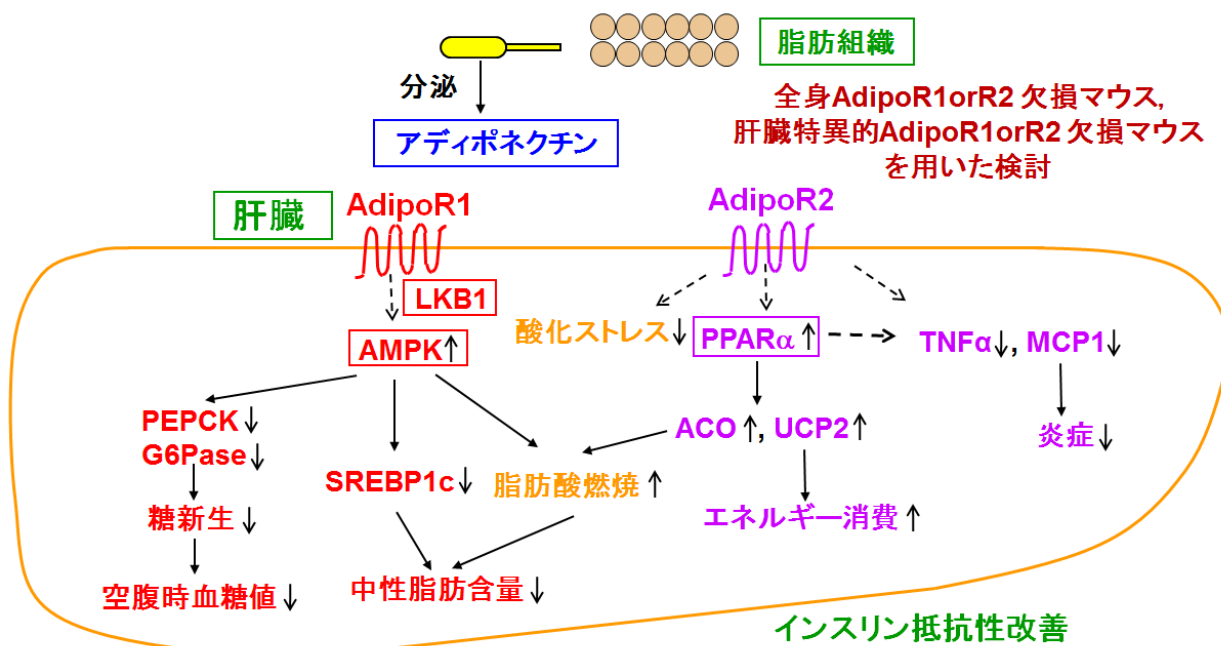 脂肪組織
分泌
アディポネクチン
全身AdipoR1orR2 欠損マウス,
肝臓特異的AdipoR1orR2 欠損マウス
を用いた検討
肝臓
AdipoR1
AdipoR2
LKB1
AMPK↑
酸化ストレス↓
PPARα↑
TNFα↓, MCP1↓
PEPCK↓
G6Pase↓
ACO↑, UCP2↑
炎症↓
SREBP1c↓
脂肪酸燃焼↑
糖新生↓
エネルギー消費↑
空腹時血糖値↓
中性脂肪含量↓
インスリン抵抗性改善